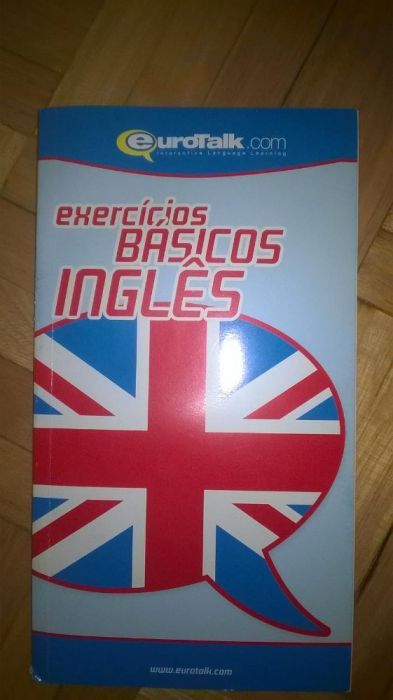 euroTalk.com
Interactive Language Learning
exercícios
BÁSICOS
INGLÊS
www.eurotalk.com